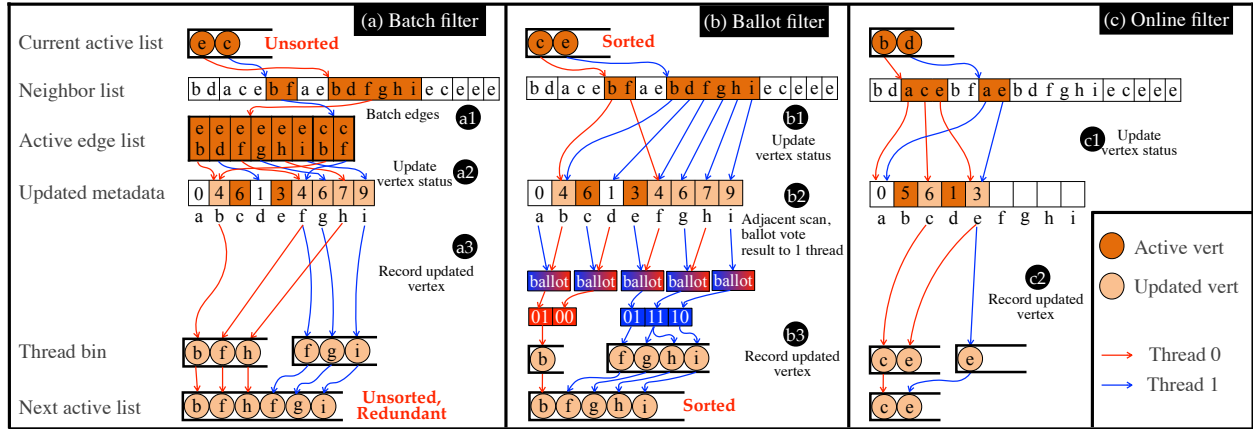 (a) Batch filter
(b) Ballot filter
(c) Online filter
Current active list
e c
Unsorted
c e
Sorted
b d
Neighbor list
b d a c e b f a e b d f g h i e c e e e
b d a c e b f a e b d f g h i e c e e e
b d a c e b f a e b d f g h i e c e e e
Batch edges
a1
b1
Update
vertex status
c1
Update
vertex status
Active edge list
e e e e e e c c
b d f g h i b f
Update
vertex status
a2
Updated metadata
0 4 6 1 3 4 6 7 9
a b c d e f g h i
0 4 6 1 3 4 6 7 9
a b c d e f g h i
b2
Adjacent scan,
ballot vote
result to 1 thread
0 5 6 1 3
a b c d e f g h i
a3
Record updated
vertex
ballot ballot ballot ballot ballot
01 00
01 11 10
b3
Record updated
vertex
c2
Record updated
vertex
Thread bin
b f h
f g i
b
f g h i
c e
e
Next active list
b f h f g i
Unsorted,
Redundant
b f g h i
Sorted
c e
Active vert
Updated vert
Thread 0
Thread 1